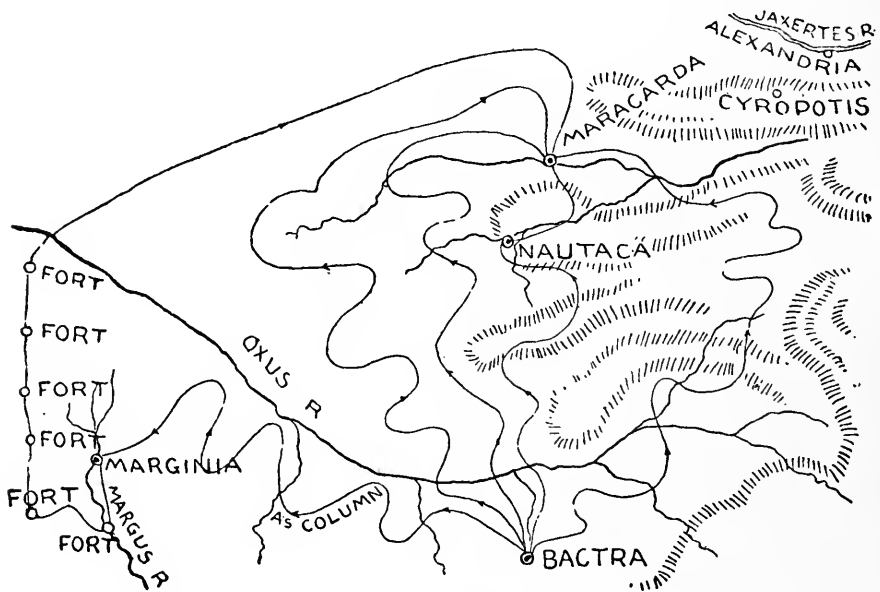 JAXERTES R.
ALEXANDRIA
CYROPOTIS
MARACARDA
NAUTACA
FORT
FORT
OXUS R
FORT
FORT
MARGINIA
FORT
MARGUS R
A's COLUMN
FORT
BACTRA